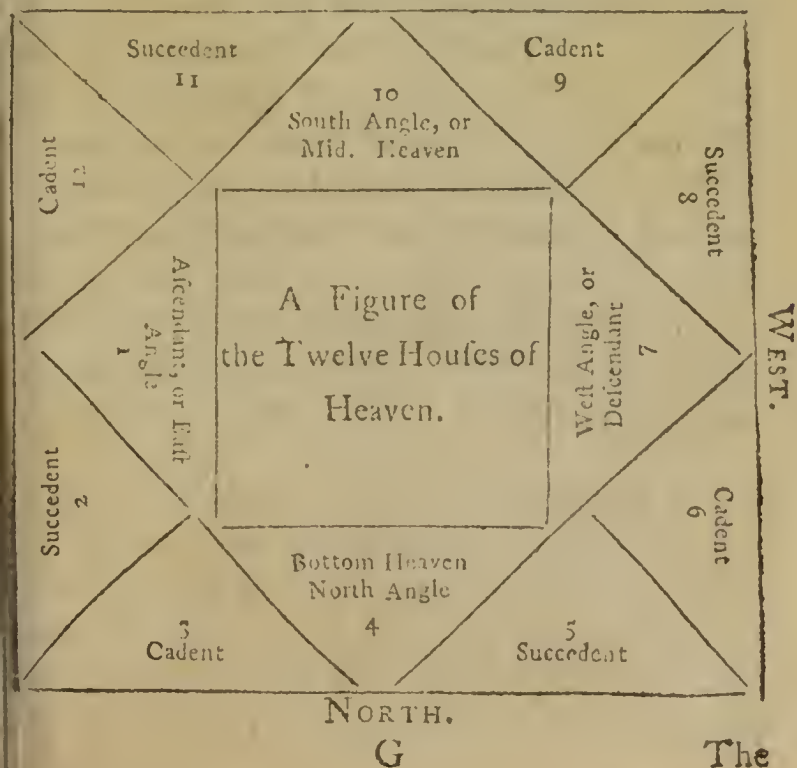 Succedent
11
Cadent
9
10
South Angle, or
Mid. Heaven
Cadent
12
Succedent
8
A Figure of
the Twelve Houſes of
Heaven.
Aſcendant, or Eaſt
Angle
1
Weſt Angle, or
Deſcendant
7
WEST.
Succedent
2
Cadent
6
Bottom Heaven
North Angle
4
3
Cadent
5
Succedent
NORTH.
G
The